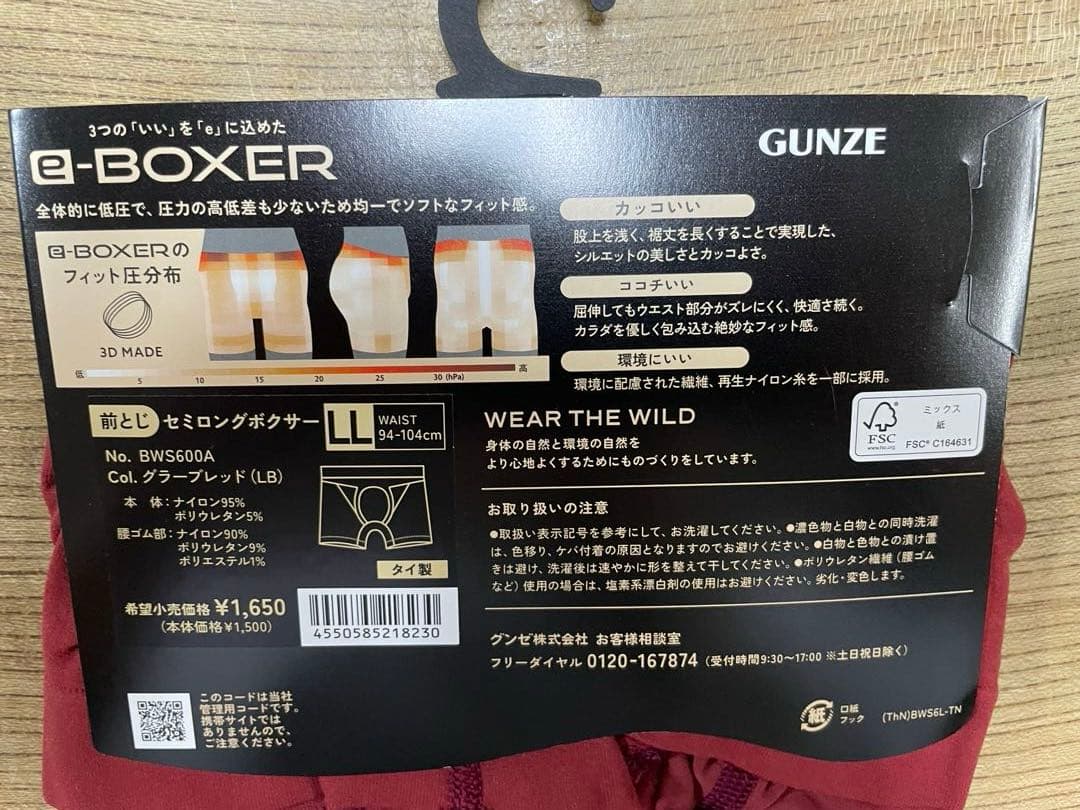 3つの「いい」を「e」に込めた
e-BOXER
GUNZE
全体的に低圧で、圧力の高低差も少ないため均一でソフトなフィット感。
e-BOXERの
フィット圧分布
3D MADE
低 5 10 15 20 25 30 (hPa) 高
カッコいい
股上を浅く、裾丈を長くすることで実現した、
シルエットの美しさとカッコよさ。
ココチいい
屈伸してもウエスト部分がズレにくく、快適さ続く。
カラダを優しく包み込む絶妙なフィット感。
環境にいい
環境に配慮された繊維、再生ナイロン糸を一部に採用。
前とじ セミロングボクサー
LL WAIST
94-104cm
No. BWS600A
Col. グラーブレッド(LB)
本 体:ナイロン95%
ポリウレタン5%
腰ゴム部:ナイロン90%
ポリウレタン9%
ポリエステル1%
タイ製
希望小売価格 ¥1,650
(本体価格¥1,500)
4550585218230
このコードは当社
管理用コードです。
携帯サイトでは
ありませんので、
ご注意ください。
WEAR THE WILD
身体の自然と環境の自然を
より心地よくするためにものづくりをしています。
FSC
www.fsc.org
ミックス
紙
FSC® C164631
お取り扱いの注意
●取扱い表示記号を参考にして、お洗濯してください。●濃色物と白物との同時洗濯
は、色移り、ケバ付着の原因となりますのでお避けください。●白物と色物との漬け置
きは避け、洗濯後は速やかに形を整えて干してください。●ポリウレタン繊維(腰ゴム
など)使用の場合は、塩素系漂白剤の使用はお避けください。劣化・変色します。
グンゼ株式会社 お客様相談室
フリーダイヤル 0120-167874 (受付時間9:30〜17:00 ※土日祝日除く)
紙
口紙
フック
(ThN)BWS6L-TN